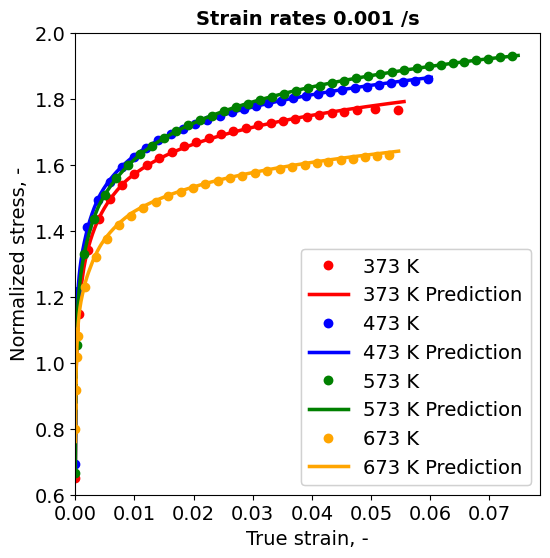 Strain rates 0.001 /s
Normalized stress, -
2.0
1.8
1.6
1.4
1.2
1.0
0.8
0.6
373 K
373 K Prediction
473 K
473 K Prediction
573 K
573 K Prediction
673 K
673 K Prediction
0.00 0.01 0.02 0.03 0.04 0.05 0.06 0.07
True strain, -